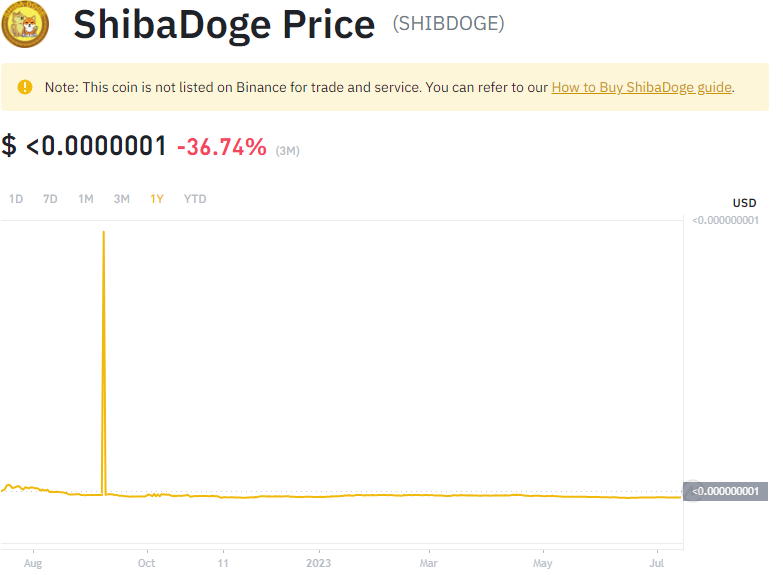 ShibaDoge Price (SHIBDOGE)
Note: This coin is not listed on Binance for trade and service. You can refer to our How to Buy ShibaDoge guide.
$ <0.0000001 -36.74% (3M)
1D 7D 1M 3M 1Y YTD
USD
<0.000000001
<0.000000001
Aug Oct 11 2023 Mar May Jul